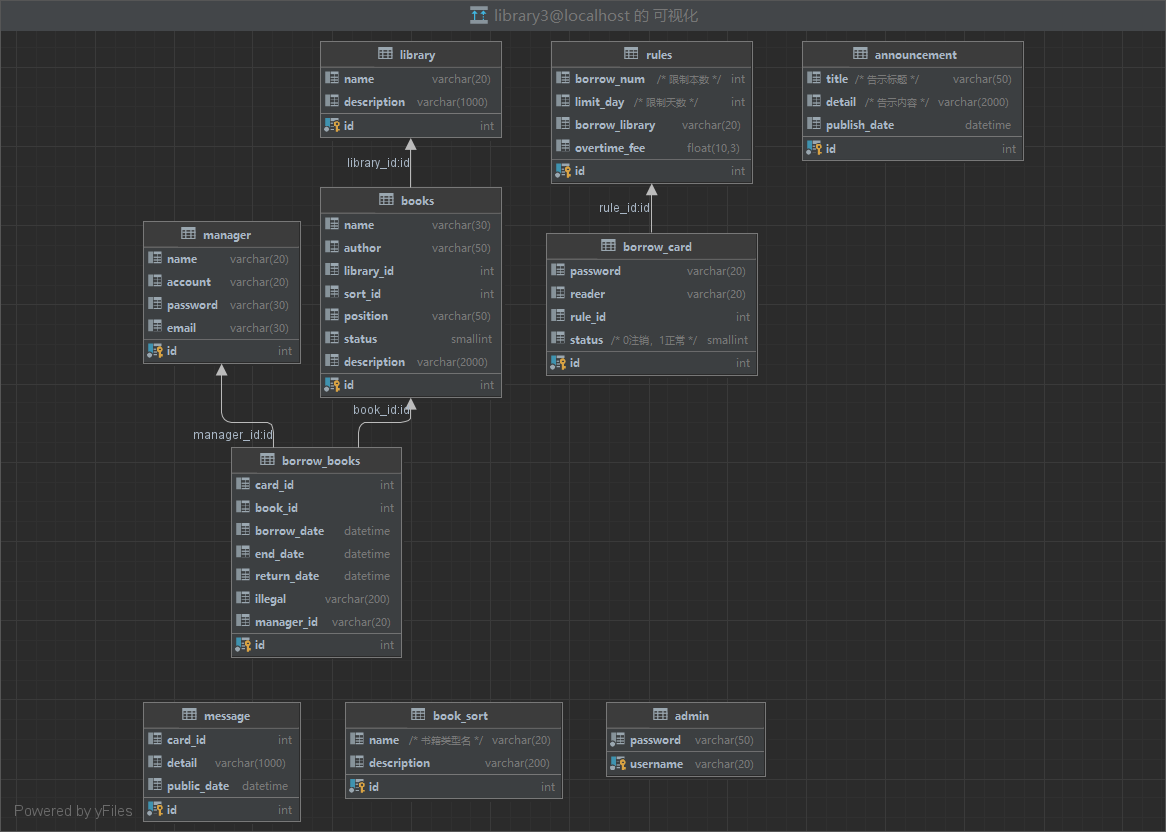 library3@localhost 的 可视化
library
name varchar(20)
description varchar(1000)
id int
rules
borrow_num /* 限制本数 */ int
limit_day /* 限制天数 */ int
borrow_library varchar(20)
overtime_fee float(10,3)
id int
announcement
title /* 告示标题 */ varchar(50)
detail /* 告示内容 */ varchar(2000)
publish_date datetime
id int
library_id:id
rule_id:id
books
name varchar(30)
author varchar(50)
library_id int
sort_id int
position varchar(50)
status smallint
description varchar(2000)
id int
manager
name varchar(20)
account varchar(20)
password varchar(30)
email varchar(30)
id int
borrow_card
password varchar(20)
reader varchar(20)
rule_id int
status /* 0注销，1正常 */ smallint
id int
book_id:id
manager_id:id
borrow_books
card_id int
book_id int
borrow_date datetime
end_date datetime
return_date datetime
illegal varchar(200)
manager_id varchar(20)
id int
message
card_id int
detail varchar(1000)
public_date datetime
id int
book_sort
name /* 书籍类型名 */ varchar(20)
description varchar(200)
id int
admin
password varchar(50)
username varchar(20)
Powered by yFiles